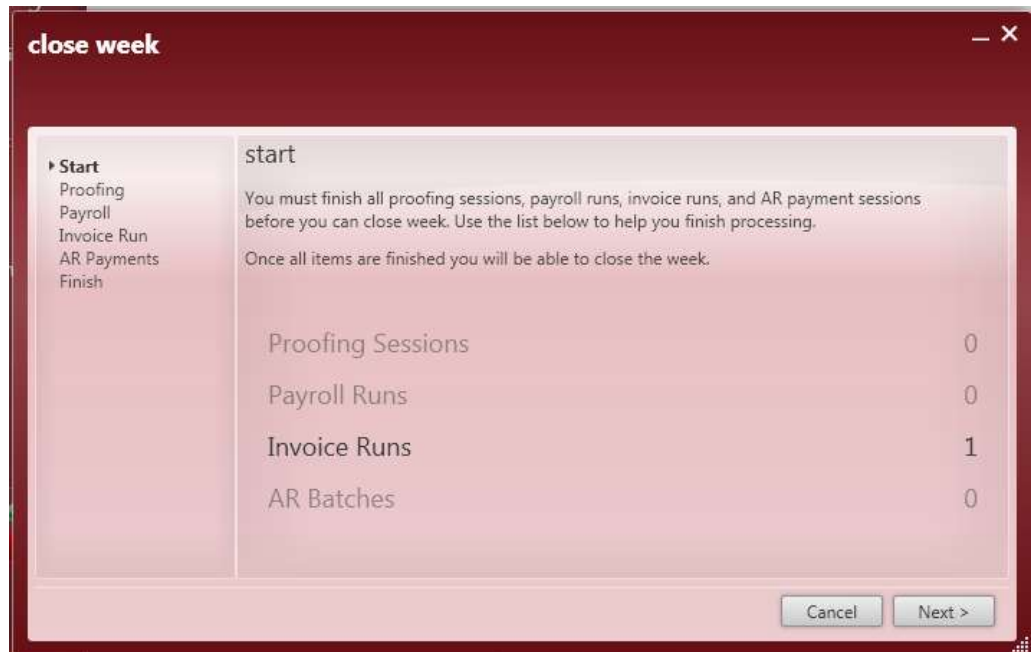 close week
Start
Proofing
Payroll
Invoice Run
AR Payments
Finish
start
You must finish all proofing sessions, payroll runs, invoice runs, and AR payment sessions
before you can close week. Use the list below to help you finish processing.
Once all items are finished you will be able to close the week.
Proofing Sessions 0
Payroll Runs 0
Invoice Runs 1
AR Batches 0
Cancel Next >